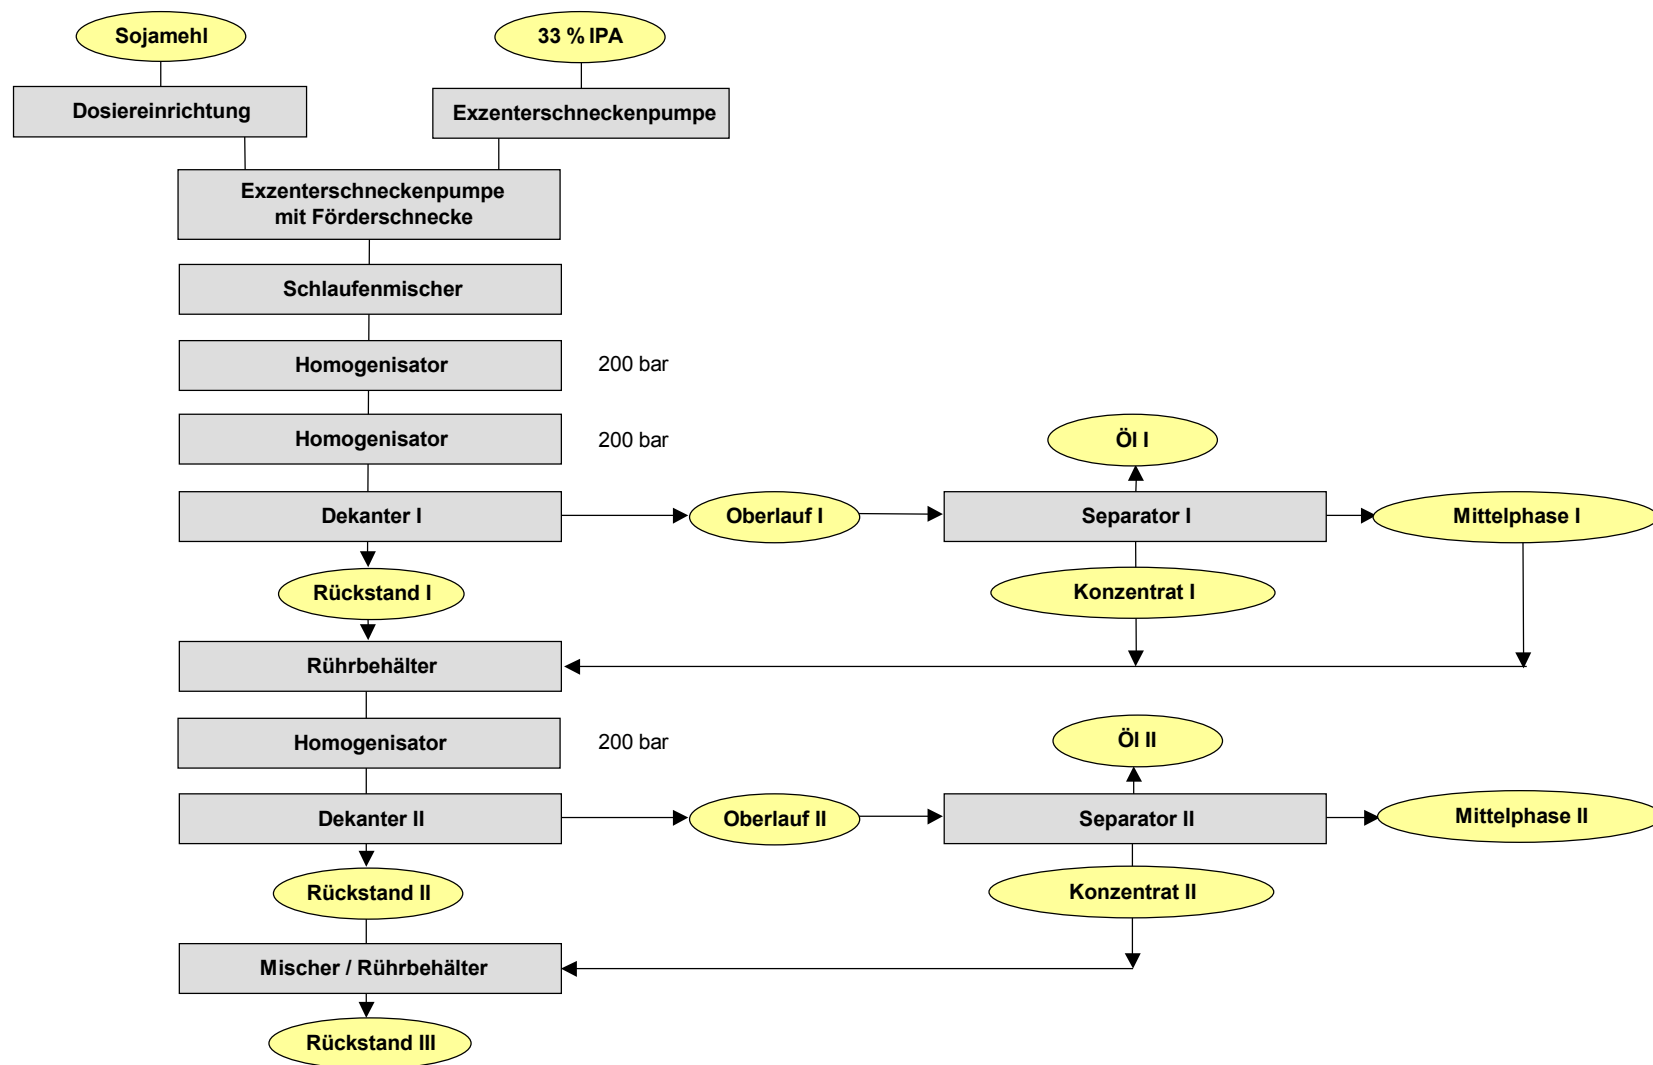 Sojamehl
33 % IPA
Dosiereinrichtung
Exzenterschneckenpumpe
Exzenterschneckenpumpe
mit Förderschnecke
Schlaufenmischer
Homogenisator
200 bar
Homogenisator
200 bar
Öl I
Dekanter I
Oberlauf I
Separator I
Mittelphase I
Rückstand I
Konzentrat I
Rührbehälter
Homogenisator
200 bar
Öl II
Dekanter II
Oberlauf II
Separator II
Mittelphase II
Rückstand II
Konzentrat II
Mischer / Rührbehälter
Rückstand III